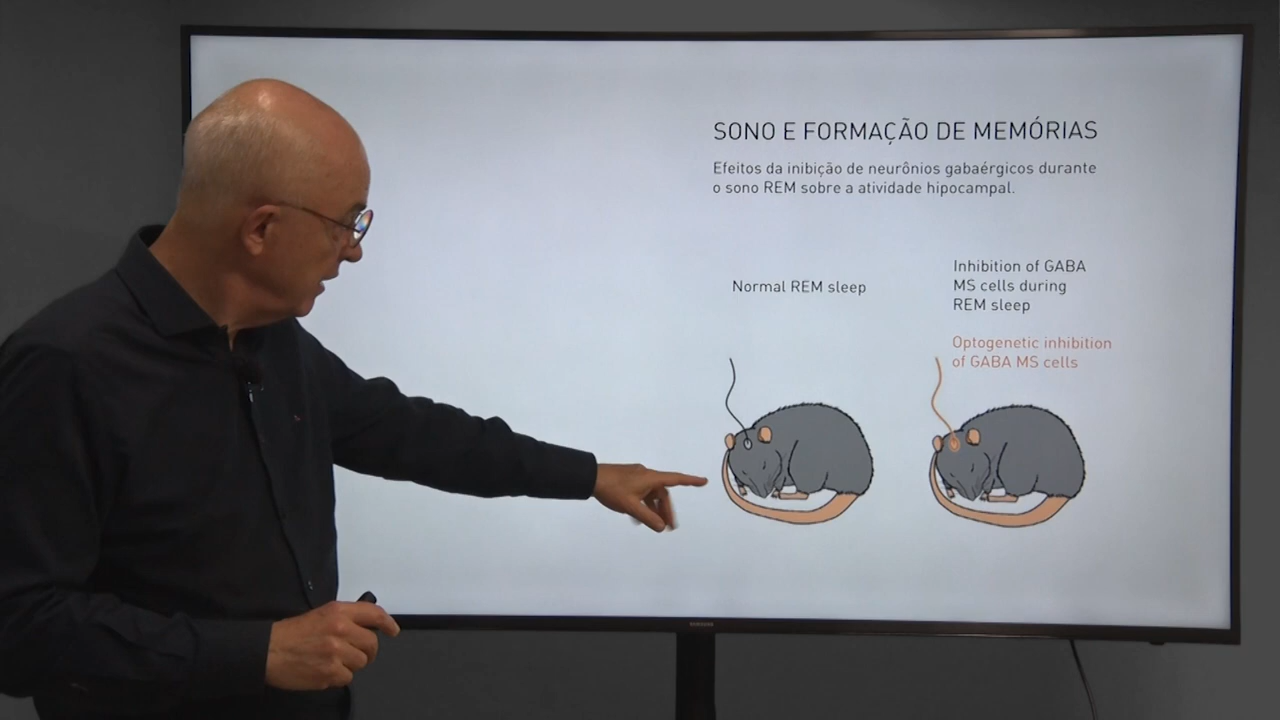 SONO E FORMAÇÃO DE MEMÓRIAS
Efeitos da inibição de neurônios gabaérgicos durante
o sono REM sobre a atividade hipocampal.
Normal REM sleep
Inhibition of GABA
MS cells during
REM sleep
Optogenetic inhibition
of GABA MS cells
SAMSUNG